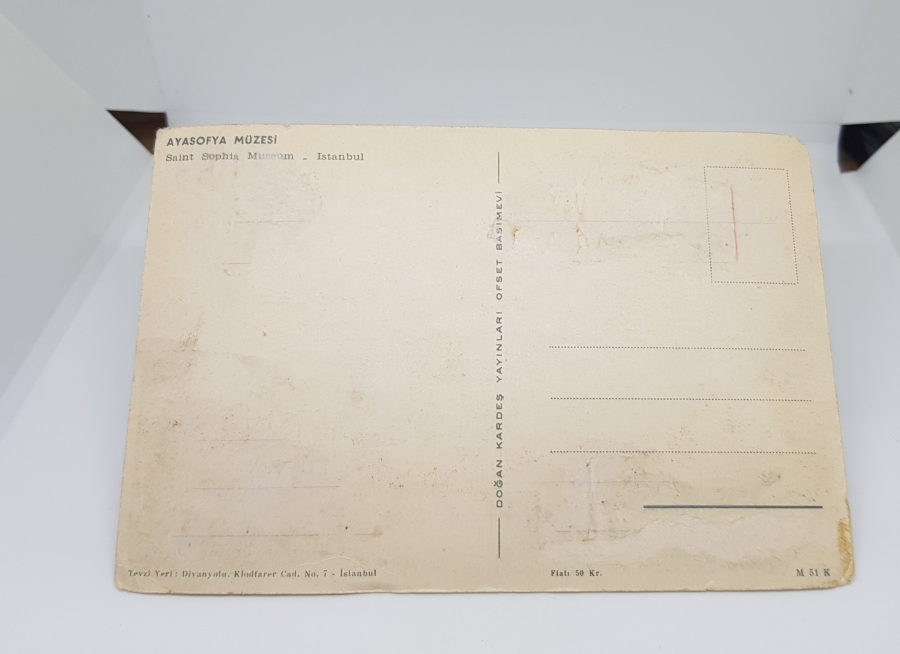 AYASOFYA MÜZESİ
Saint Sophia Museum - Istanbul
DOĞAN KARDEŞ YAYINLARI OFSET BASIMEVİ
Tevzi Yeri : Divanyolu, Klodfarer Cad. No. 7 - İstanbul
Fiatı 50 Kr.
M 51 K